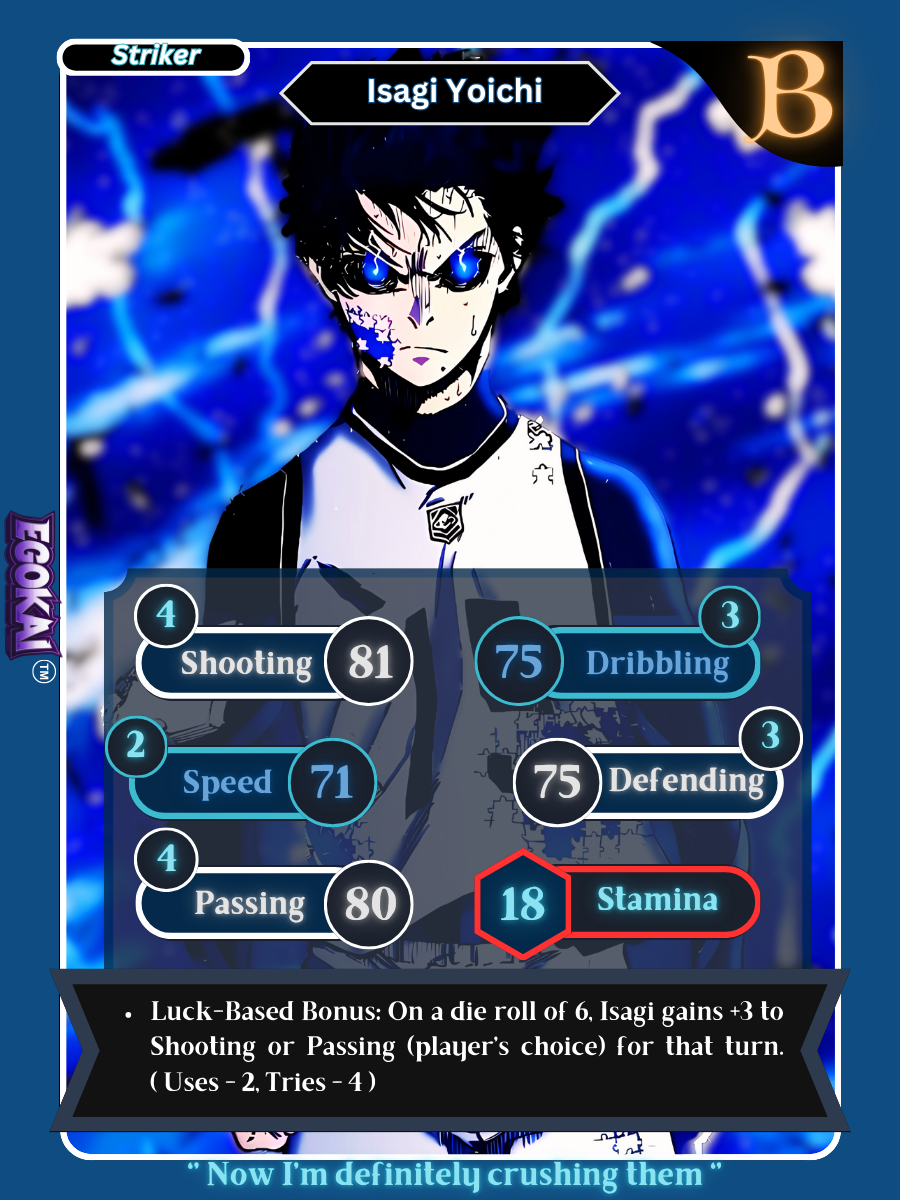 Striker
Isagi Yoichi
B
EGOKAI
TM
4
Shooting 81
3
75 Dribbling
2
Speed 71
3
75 Defending
4
Passing 80
18 Stamina
• Luck-Based Bonus: On a die roll of 6, Isagi gains +3 to
Shooting or Passing (player's choice) for that turn.
( Uses - 2, Tries - 4 )
“ Now I'm definitely crushing them ”